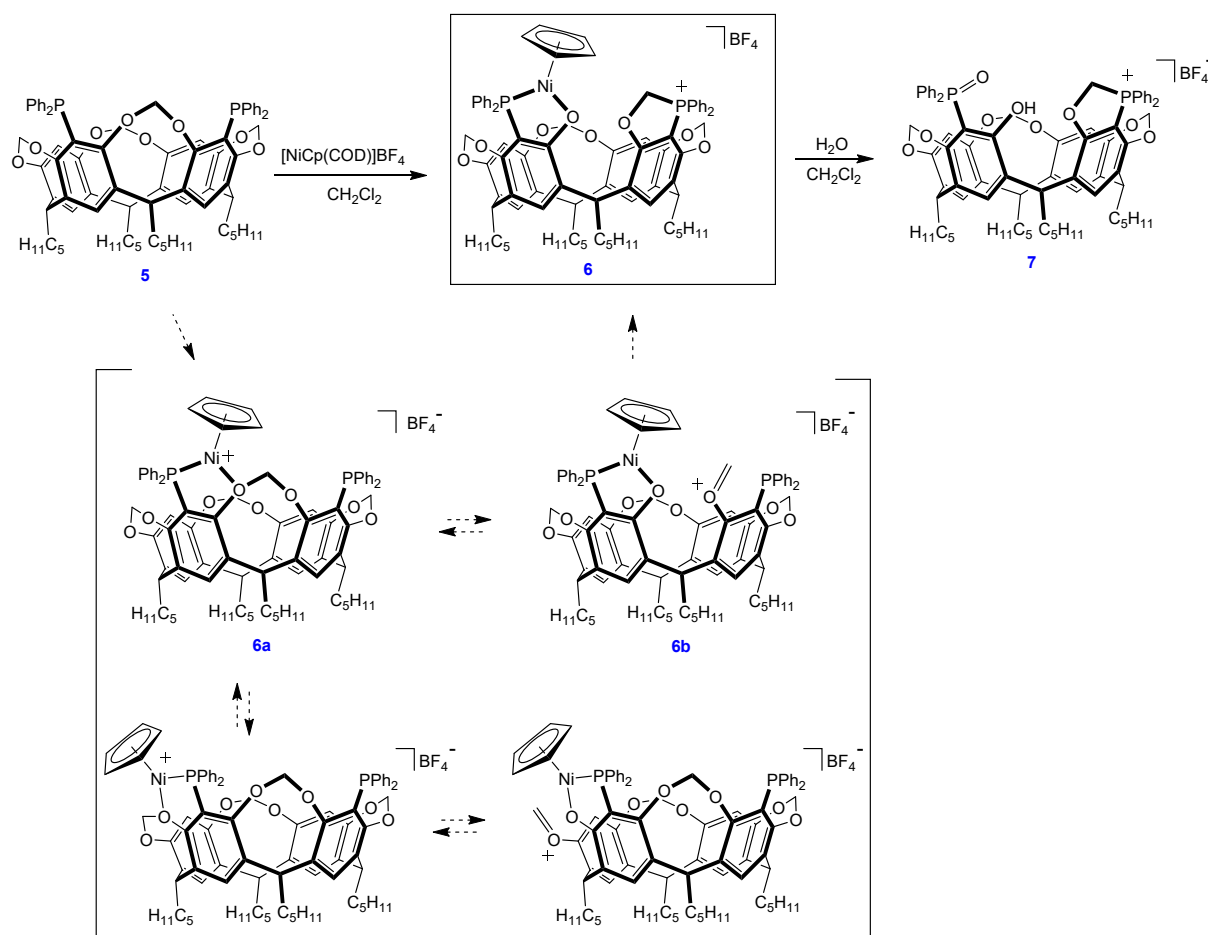 Ni
BF4
Ph2P
PPh2
O
O
O
O
O
O
O
O
H11C5
H11C5
C5H11
C5H11
5
[NiCp(COD)]BF4
CH2Cl2
Ph2P
O
O
O
O
O
O
O
O
P+
Ph2
H11C5
H11C5
C5H11
C5H11
6
H2O
CH2Cl2
Ph2P
O
OH
O
O
O
O
O
O
O
P+
Ph2
BF4-
H11C5
H11C5
C5H11
C5H11
7
Ni+
BF4-
Ph2P
PPh2
O
O
O
O
O
O
O
O
H11C5
H11C5
C5H11
C5H11
6a
Ni
BF4-
Ph2P
PPh2
+
O
O
O
O
O
O
O
O
H11C5
H11C5
C5H11
C5H11
6b
+
Ni
PPh2
PPh2
BF4-
O
O
O
O
O
O
O
O
H11C5
H11C5
C5H11
C5H11
Ni
PPh2
PPh2
BF4-
O
O
+
O
O
O
O
O
O
H11C5
H11C5
C5H11
C5H11